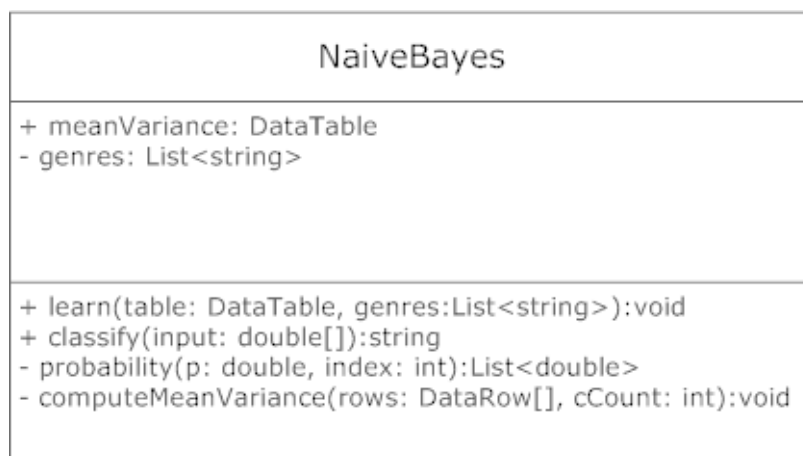 NaiveBayes
+ meanVariance: DataTable
- genres: List<string>
+ learn(table: DataTable, genres:List<string>):void
+ classify(input: double[]):string
- probability(p: double, index: int):List<double>
- computeMeanVariance(rows: DataRow[], cCount: int):void